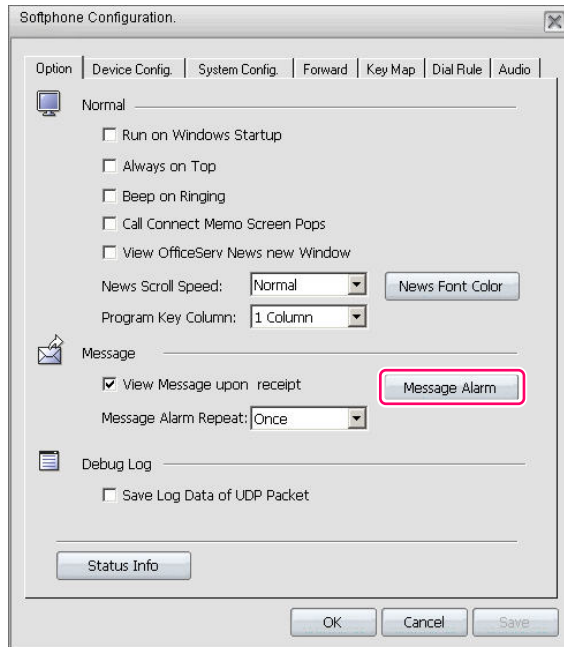 Softphone Configuration.
Option Device Config. System Config. Forward Key Map Dial Rule Audio
Normal
Run on Windows Startup
Always on Top
Beep on Ringing
Call Connect Memo Screen Pops
View OfficeServ News new Window
News Scroll Speed: Normal News Font Color
Program Key Column: 1 Column
Message
View Message upon receipt Message Alarm
Message Alarm Repeat: Once
Debug Log
Save Log Data of UDP Packet
Status Info
OK Cancel Save